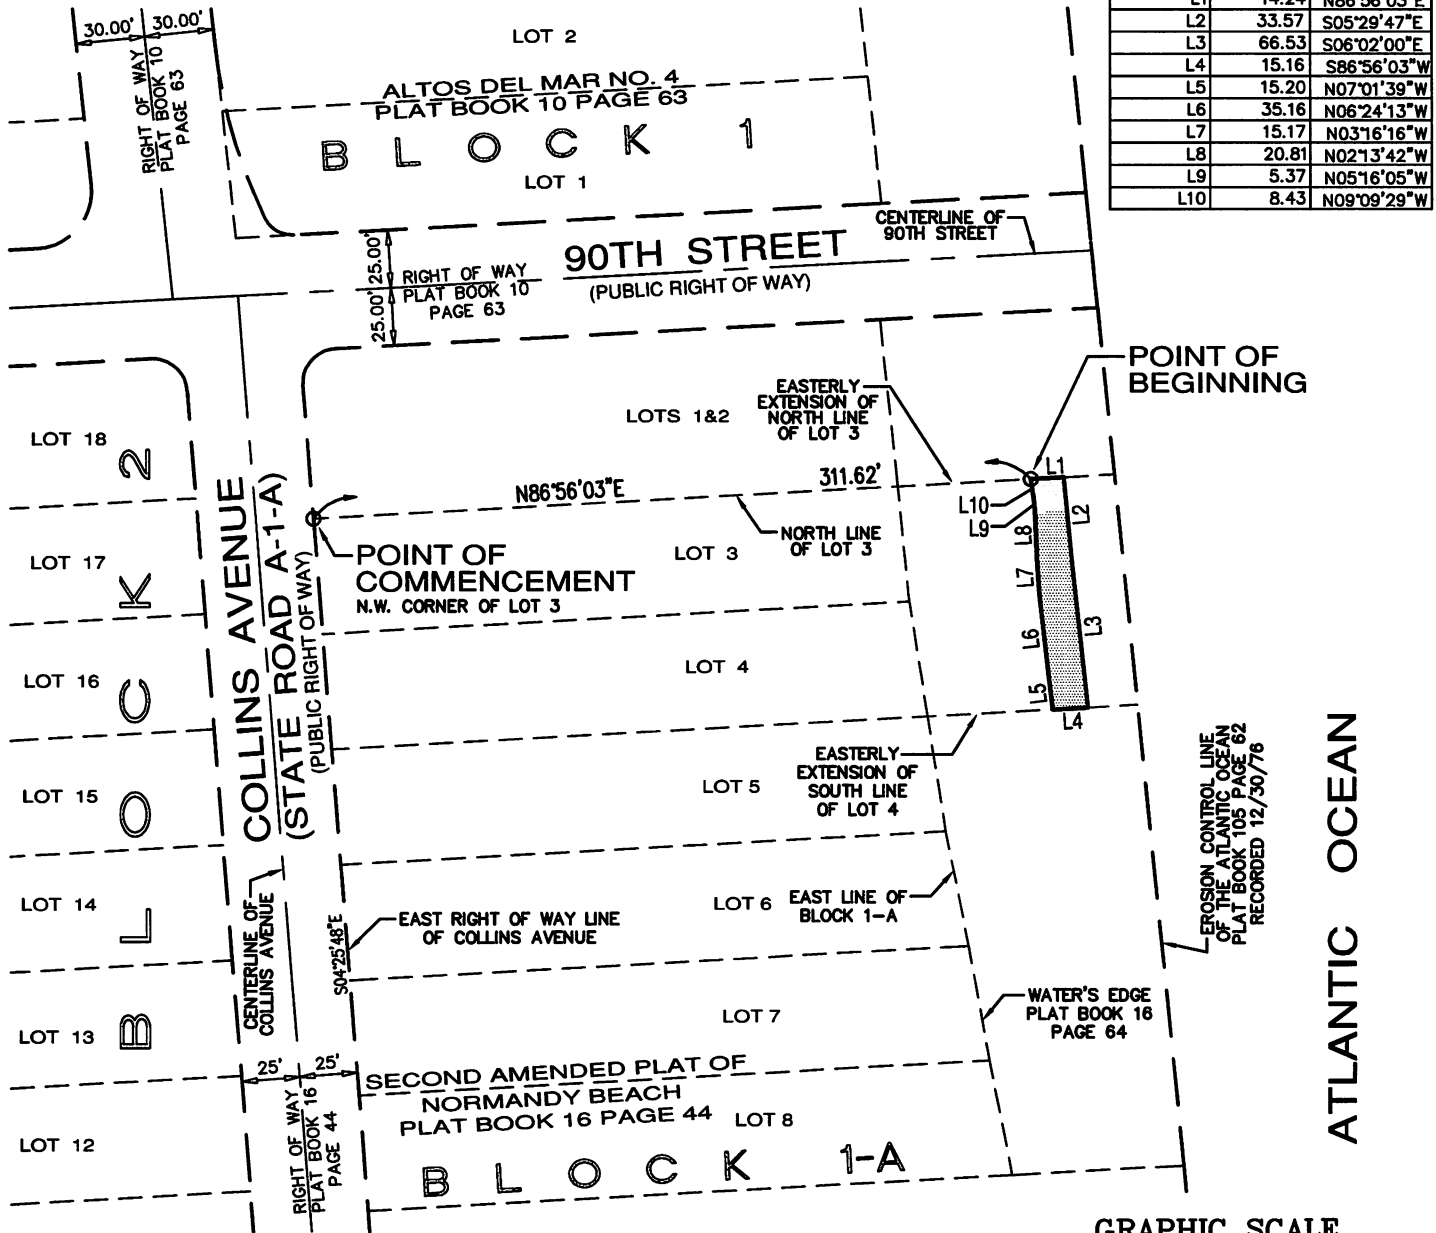 30.00' 30.00'
RIGHT OF WAY
PLAT BOOK 10
PAGE 63
LOT 2
ALTOS DEL MAR NO. 4
PLAT BOOK 10 PAGE 63
BLOCK 1
LOT 1
L1 14.24 N86°56'03"E
L2 33.57 S05°29'47"E
L3 66.53 S06°02'00"E
L4 15.16 S86°56'03"W
L5 15.20 N07°01'39"W
L6 35.16 N06°24'13"W
L7 15.17 N03°16'16"W
L8 20.81 N02°13'42"W
L9 5.37 N05°16'05"W
L10 8.43 N09°09'29"W
CENTERLINE OF
90TH STREET
90TH STREET
(PUBLIC RIGHT OF WAY)
25.00'
25.00'
RIGHT OF WAY
PLAT BOOK 10
PAGE 63
POINT OF
BEGINNING
EASTERLY
EXTENSION OF
NORTH LINE
OF LOT 3
LOTS 1&2
N86°56'03"E
311.62'
NORTH LINE
OF LOT 3
POINT OF
COMMENCEMENT
N.W. CORNER OF LOT 3
LOT 3
LOT 4
LOT 5
LOT 6
LOT 7
LOT 8
L1
L2
L3
L4
L5
L6
L7
L8
L9
L10
EASTERLY
EXTENSION OF
SOUTH LINE
OF LOT 4
EAST LINE OF
BLOCK 1-A
WATER'S EDGE
PLAT BOOK 16
PAGE 64
EROSION CONTROL LINE
OF THE ATLANTIC OCEAN
PLAT BOOK 105 PAGE 62
RECORDED 12/30/76
ATLANTIC OCEAN
LOT 18
LOT 17
LOT 16
LOT 15
LOT 14
LOT 13
LOT 12
BLOCK 2
COLLINS AVENUE
(STATE ROAD A-1-A)
(PUBLIC RIGHT OF WAY)
CENTERLINE OF
COLLINS AVENUE
S04°25'48"E
EAST RIGHT OF WAY LINE
OF COLLINS AVENUE
25' 25'
RIGHT OF WAY
PLAT BOOK 16
PAGE 44
SECOND AMENDED PLAT OF
NORMANDY BEACH
PLAT BOOK 16 PAGE 44
BLOCK 1-A
GRAPHIC SCALE